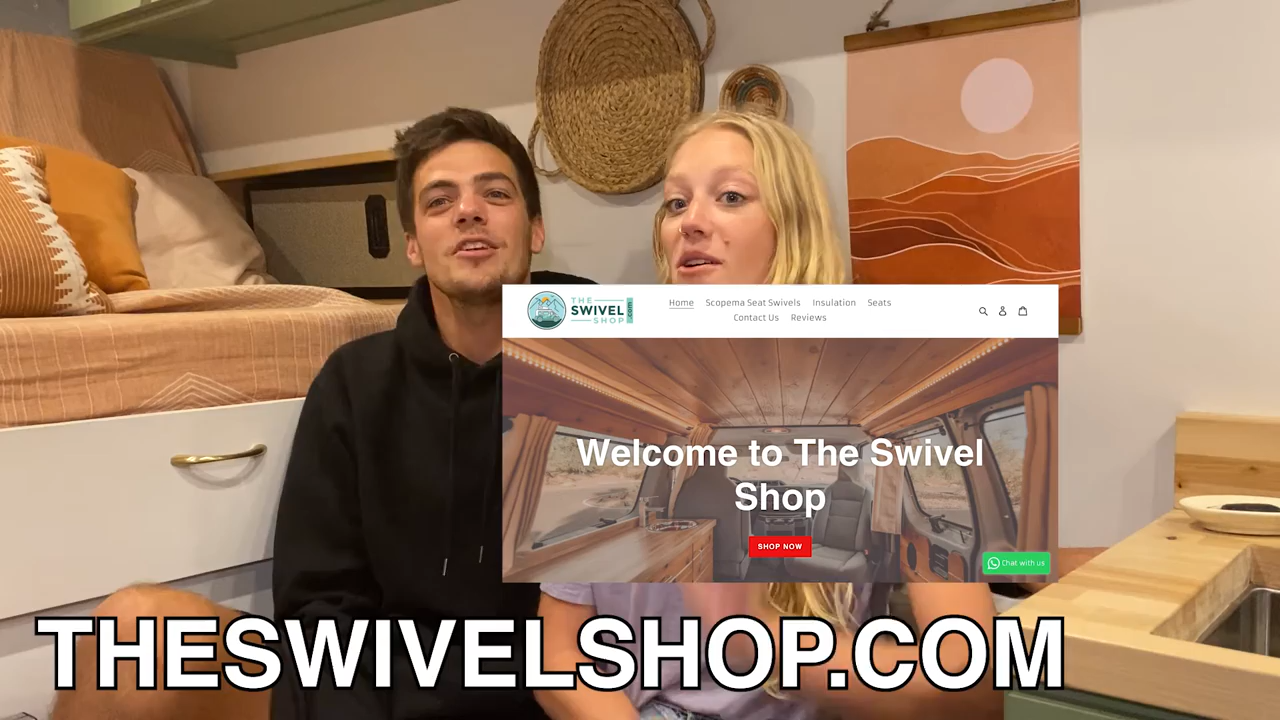 THE
SWIVEL
SHOP
.com
Home Scopema Seat Swivels Insulation Seats
Contact Us Reviews
Welcome to The Swivel
Shop
SHOP NOW
Chat with us
THESWIVELSHOP.COM